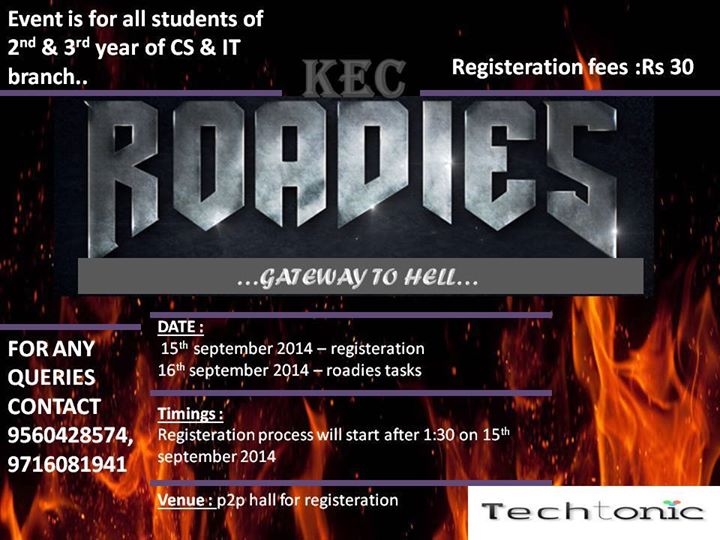 Event is for all students of
2nd & 3rd year of CS & IT
branch..
KEC
Registeration fees :Rs 30
ROADIES
...GATEWAY TO HELL...
DATE :
15th september 2014 – registeration
16th september 2014 – roadies tasks
FOR ANY
QUERIES
CONTACT
9560428574,
9716081941
Timings :
Registeration process will start after 1:30 on 15th
september 2014
Venue : p2p hall for registeration
Techtonic